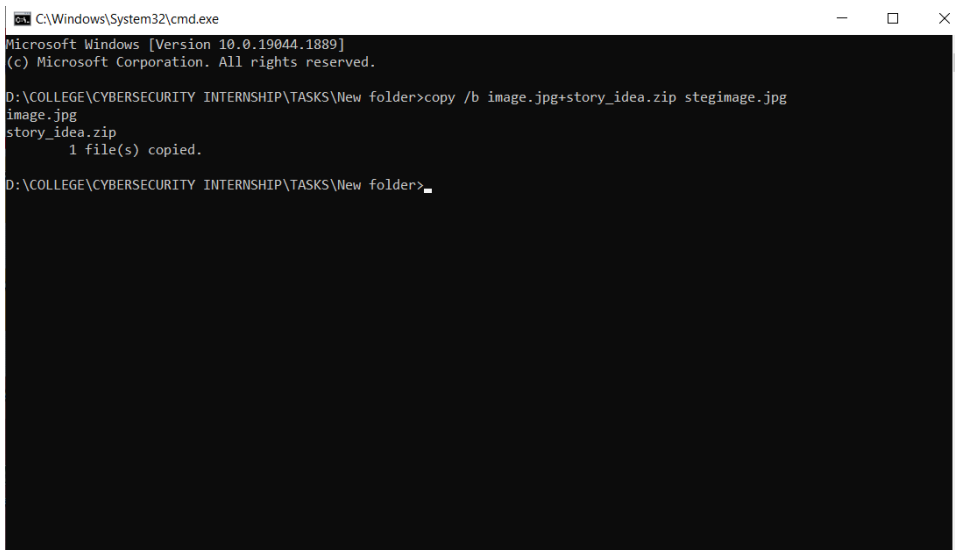 C:\Windows\System32\cmd.exe
Microsoft Windows [Version 10.0.19044.1889]
(c) Microsoft Corporation. All rights reserved.
D:\COLLEGE\CYBERSECURITY INTERNSHIP\TASKS\New folder>copy /b image.jpg+story_idea.zip stegimage.jpg
image.jpg
story_idea.zip
        1 file(s) copied.
D:\COLLEGE\CYBERSECURITY INTERNSHIP\TASKS\New folder>